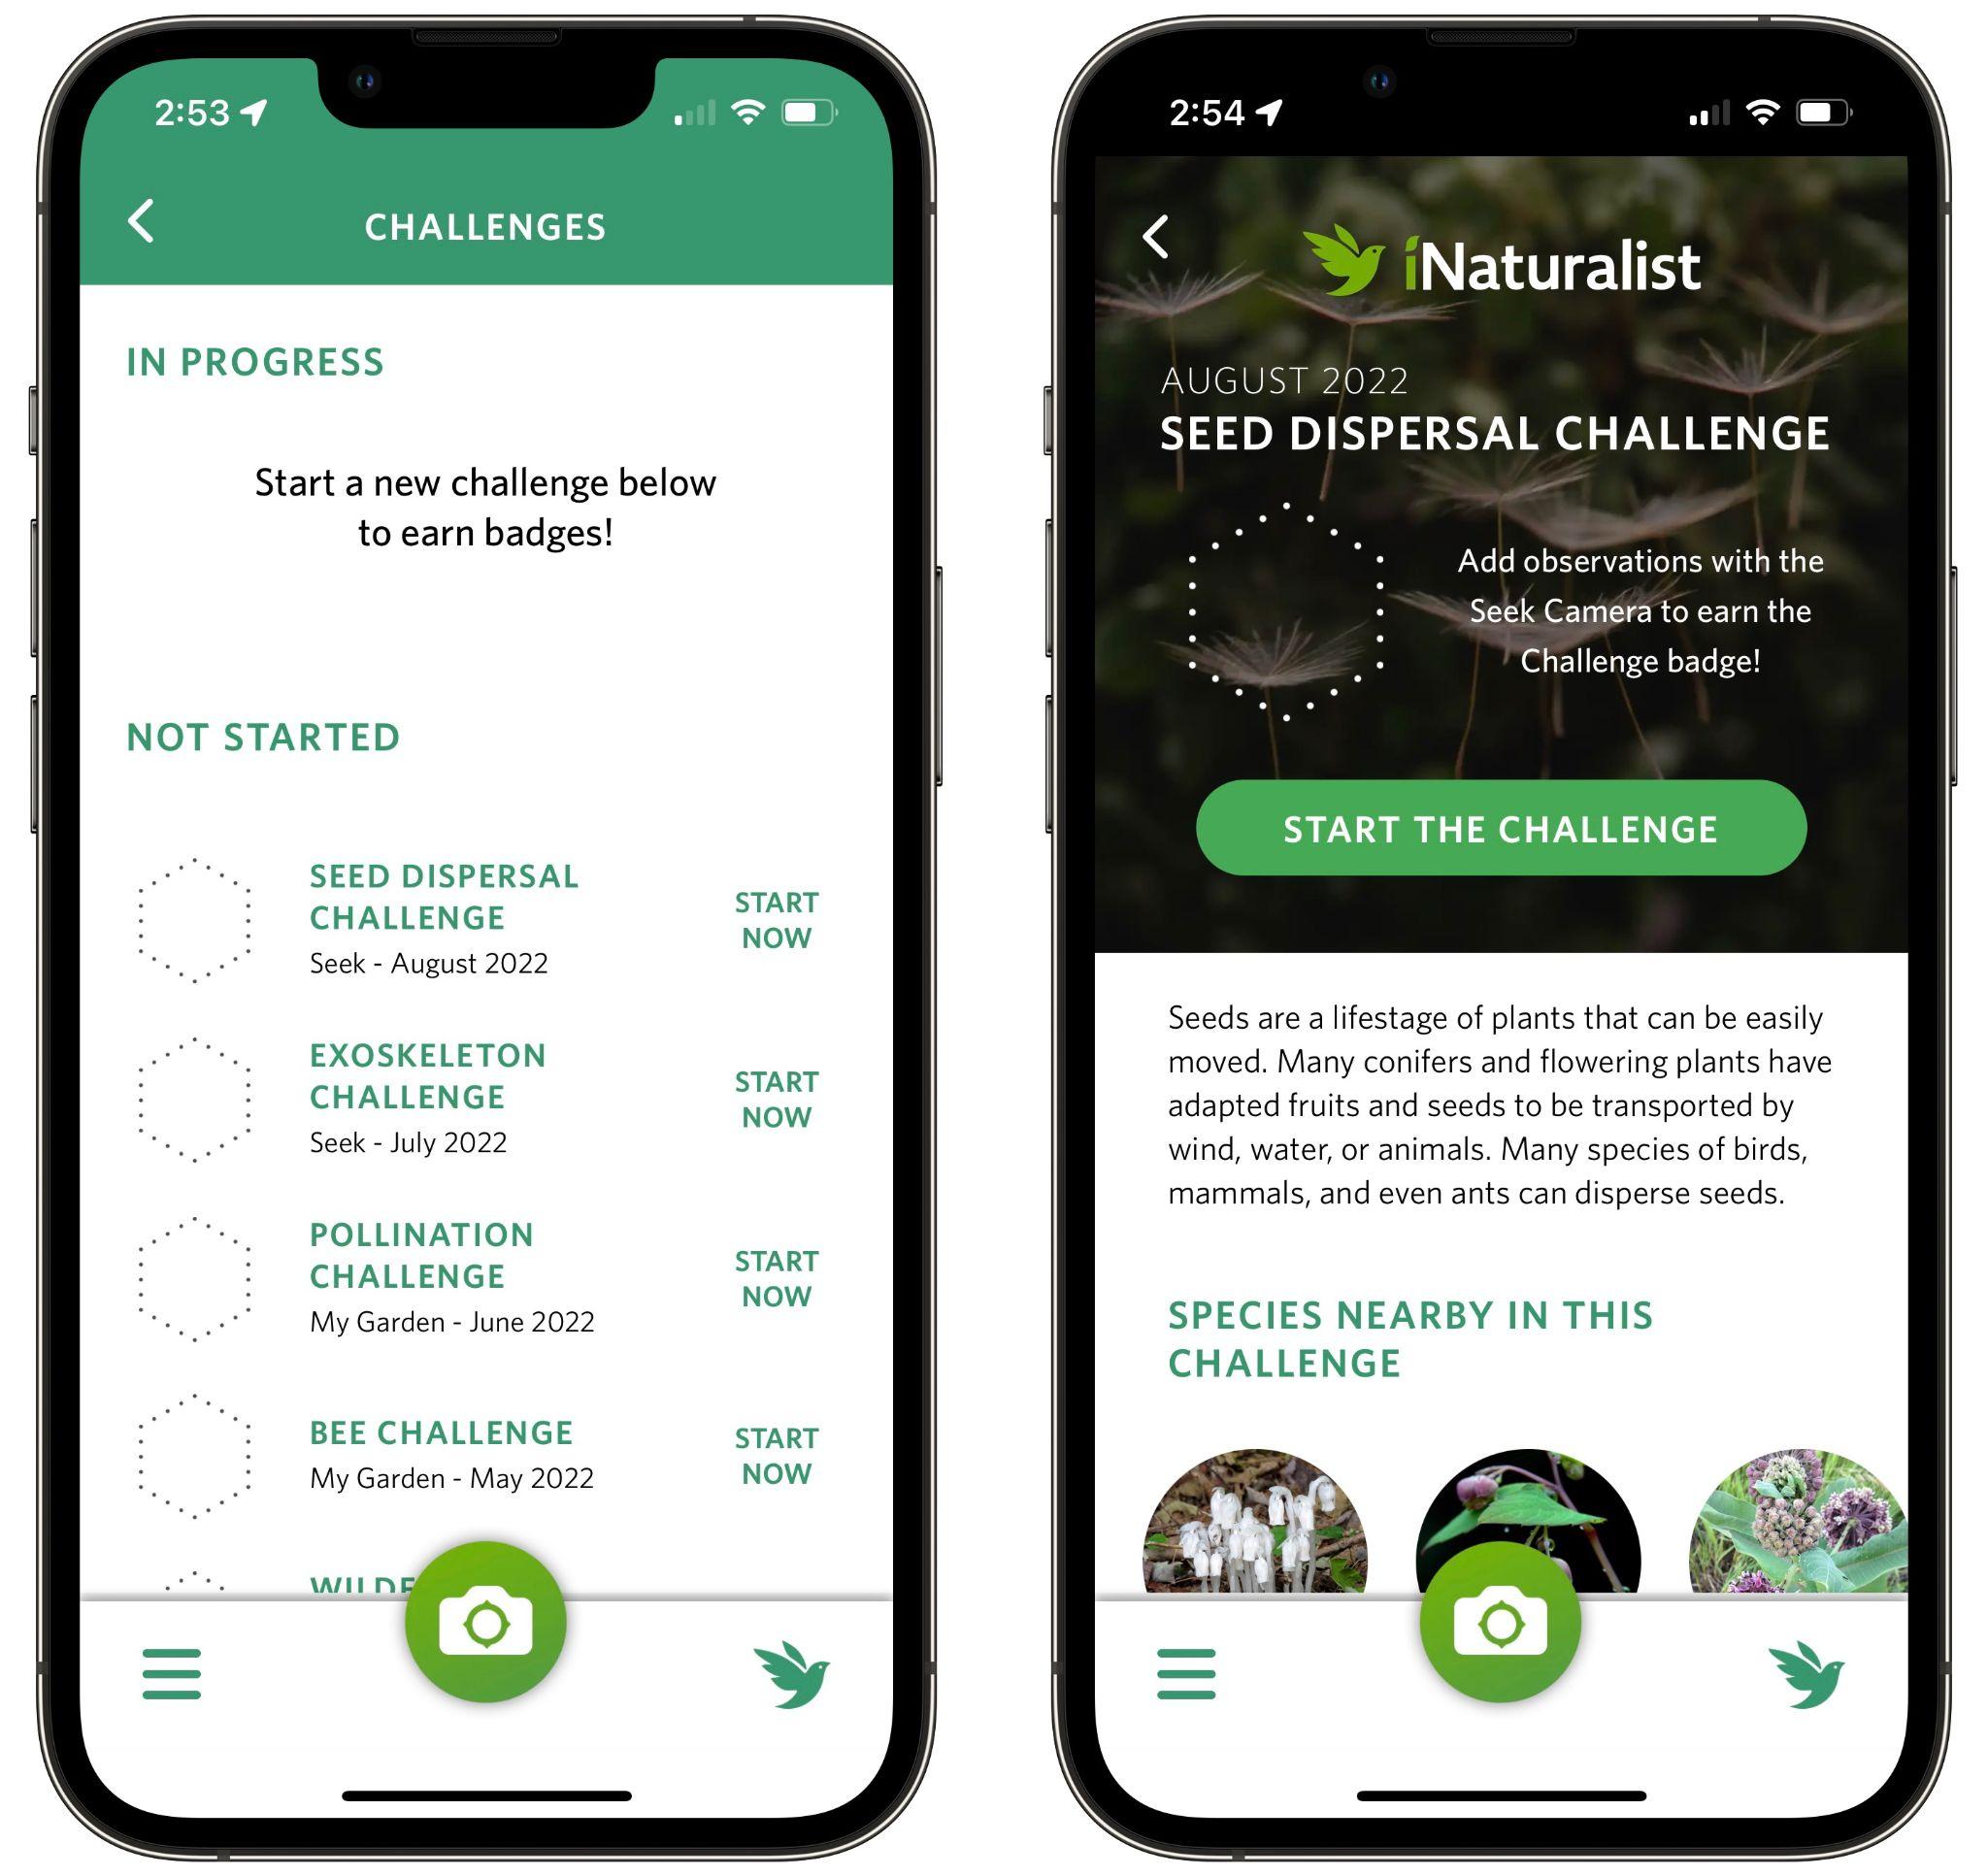 2:53
CHALLENGES
IN PROGRESS
Start a new challenge below
to earn badges!
NOT STARTED
SEED DISPERSAL
CHALLENGE
Seek - August 2022
START
NOW
EXOSKELETON
CHALLENGE
Seek - July 2022
START
NOW
POLLINATION
CHALLENGE
My Garden - June 2022
START
NOW
BEE CHALLENGE
My Garden - May 2022
START
NOW
2:54
iNaturalist
AUGUST 2022
SEED DISPERSAL CHALLENGE
Add observations with the
Seek Camera to earn the
Challenge badge!
START THE CHALLENGE
Seeds are a lifestage of plants that can be easily
moved. Many conifers and flowering plants have
adapted fruits and seeds to be transported by
wind, water, or animals. Many species of birds,
mammals, and even ants can disperse seeds.
SPECIES NEARBY IN THIS
CHALLENGE